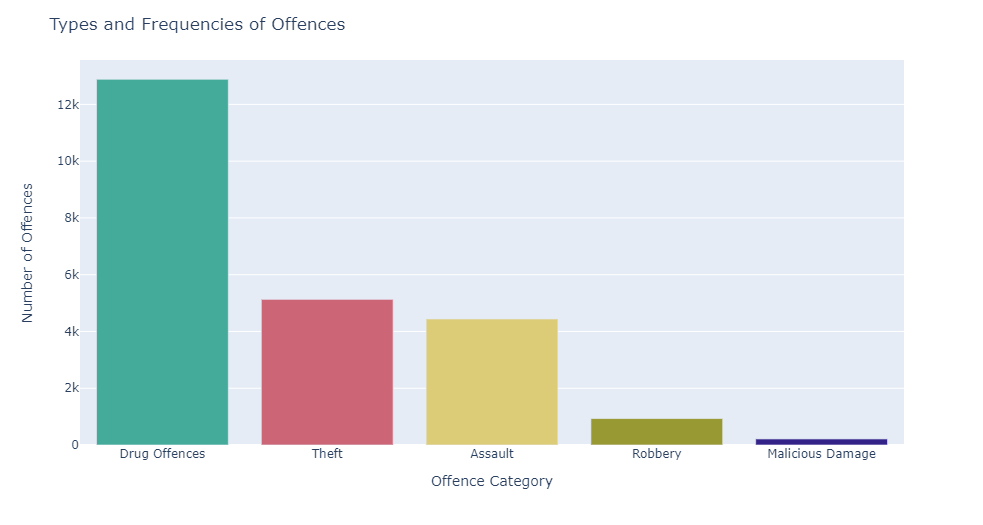 Types and Frequencies of Offences
Number of Offences
12k
10k
8k
6k
4k
2k
0
Drug Offences
Theft
Assault
Robbery
Malicious Damage
Offence Category